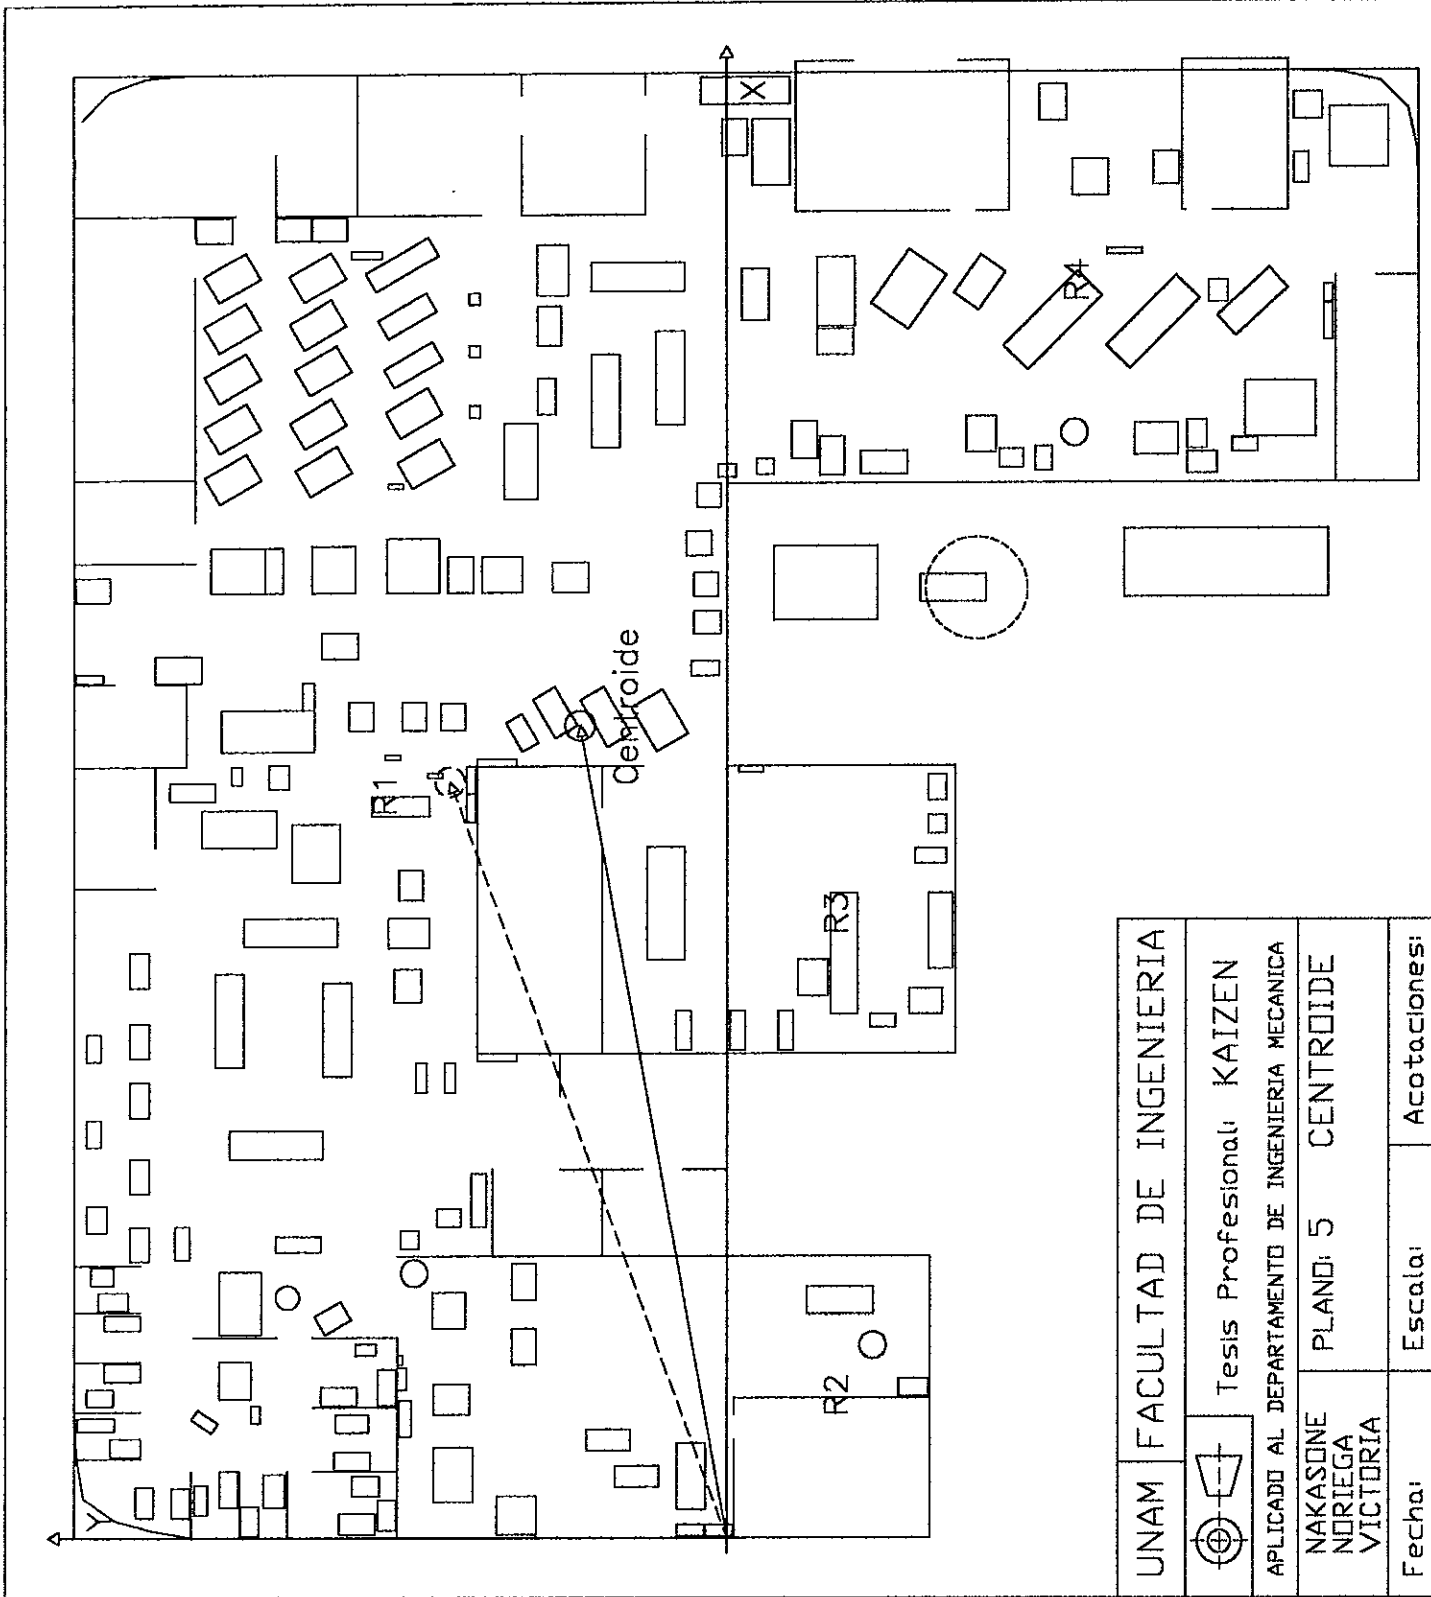 Y
X
R1
R4
Centroide
R3
R2
UNAM FACULTAD DE INGENIERIA
Tesis Profesional: KAIZEN
APLICADO AL DEPARTAMENTO DE INGENIERIA MECANICA
NAKASONE
NORIEGA
VICTORIA
PLANO: 5 CENTROIDE
Fecha: Escala: Acotaciones: